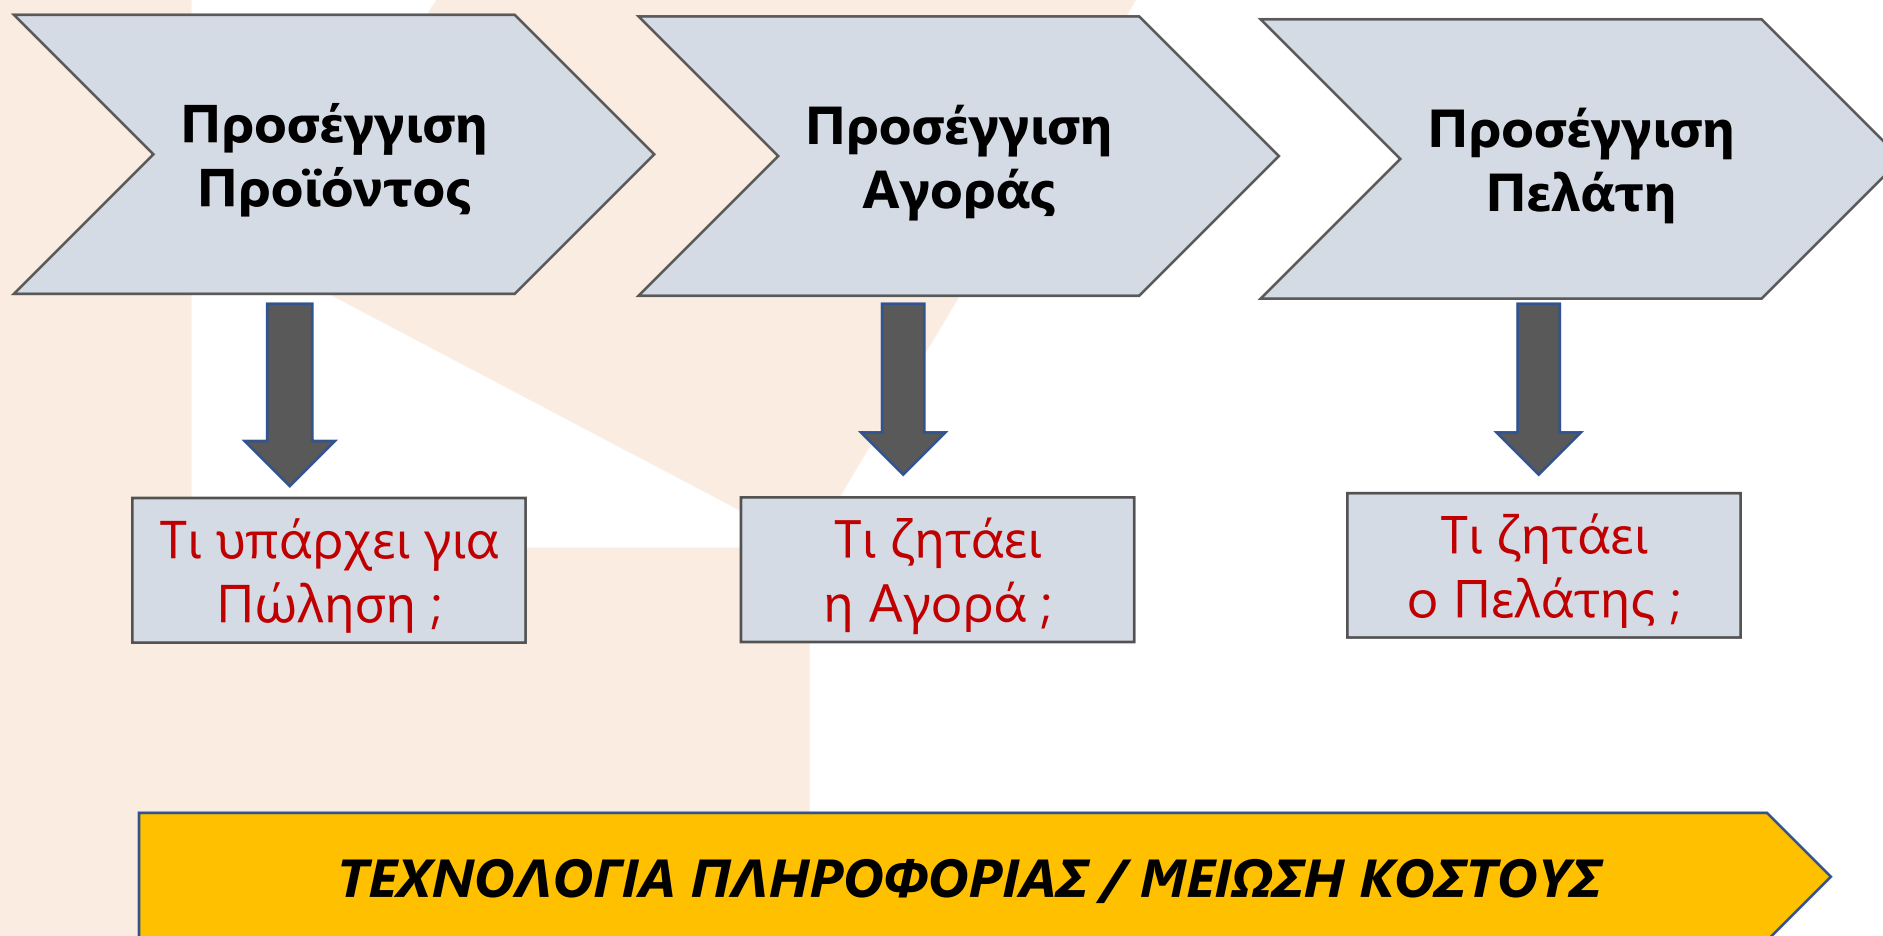 Προσέγγιση
Προϊόντος
Προσέγγιση
Αγοράς
Προσέγγιση
Πελάτη
Τι υπάρχει για
Πώληση ;
Τι ζητάει
η Αγορά ;
Τι ζητάει
ο Πελάτης ;
ΤΕΧΝΟΛΟΓΙΑ ΠΛΗΡΟΦΟΡΙΑΣ / ΜΕΙΩΣΗ ΚΟΣΤΟΥΣ